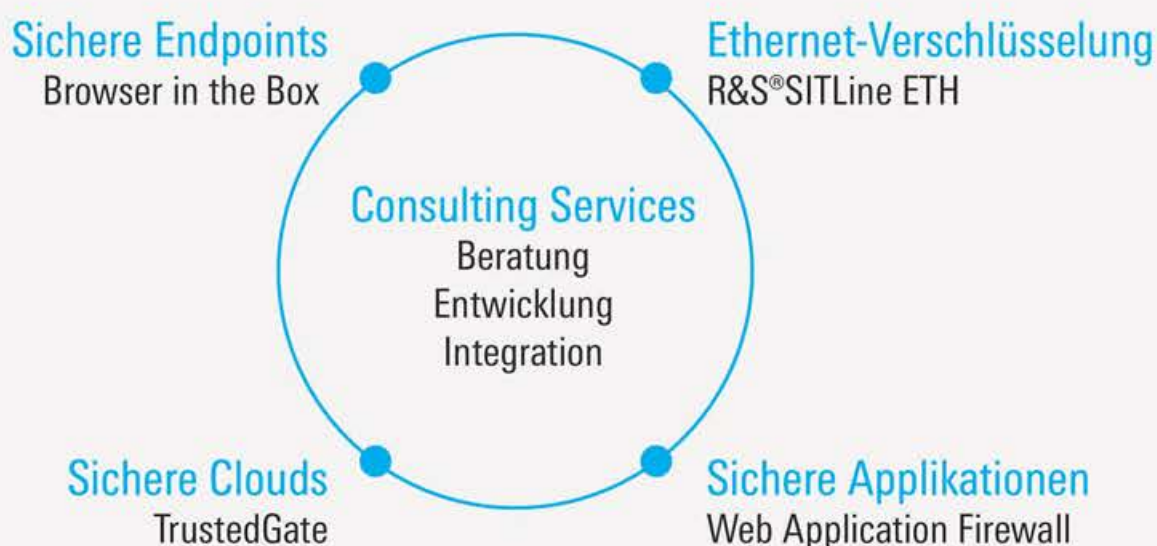 Sichere Endpoints
Browser in the Box
Ethernet-Verschlüsselung
R&S®SITLine ETH
Consulting Services
Beratung
Entwicklung
Integration
Sichere Clouds
TrustedGate
Sichere Applikationen
Web Application Firewall